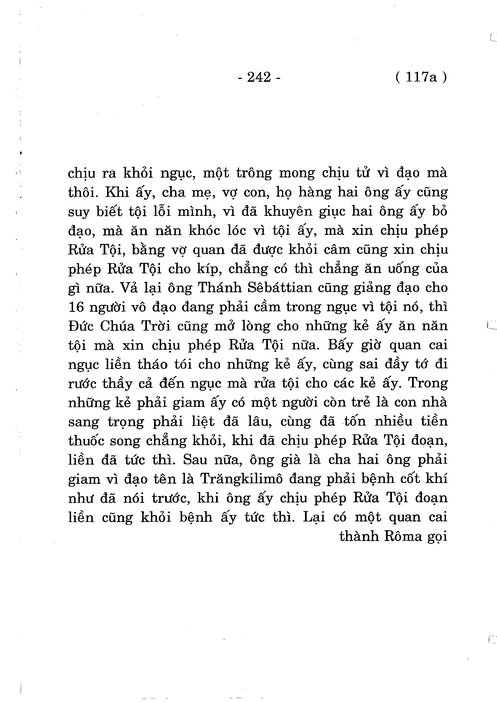 - 242 - ( 117a )
chịu ra khỏi ngục, một trông mong chịu tử vì đạo mà
thôi. Khi ấy, cha mẹ, vợ con, họ hàng hai ông ấy cũng
suy biết tội lỗi mình, vì đã khuyên giục hai ông ấy bỏ
đạo, mà ăn năn khóc lóc vì tội ấy, mà xin chịu phép
Rửa Tội, bằng vợ quan đã được khỏi câm cũng xin chịu
phép Rửa Tội cho kíp, chẳng có thì chẳng ăn uống của
gì nữa. Vả lại ông Thánh Sêbáttian cũng giảng đạo cho
16 người vô đạo đang phải cầm trong ngục vì tội nó, thì
Đức Chúa Trời cũng mở lòng cho những kẻ ấy ăn năn
tội mà xin chịu phép Rửa Tội nữa. Bấy giờ quan cai
ngục liền tháo tói cho những kẻ ấy, cùng sai đầy tớ đi
rước thầy cả đến ngục mà rửa tội cho các kẻ ấy. Trong
những kẻ phải giam ấy có một người còn trẻ là con nhà
sang trọng phải liệt đã lâu, cùng đã tốn nhiều tiền
thuốc song chẳng khỏi, khi đã chịu phép Rửa Tội đoạn,
liền đã tức thì. Sau nữa, ông già là cha hai ông phải
giam vì đạo tên là Trăngkilimô đang phải bệnh cốt khí
như đã nói trước, khi ông ấy chịu phép Rửa Tội đoạn
liền cũng khỏi bệnh ấy tức thì. Lại có một quan cai
thành Rôma gọi